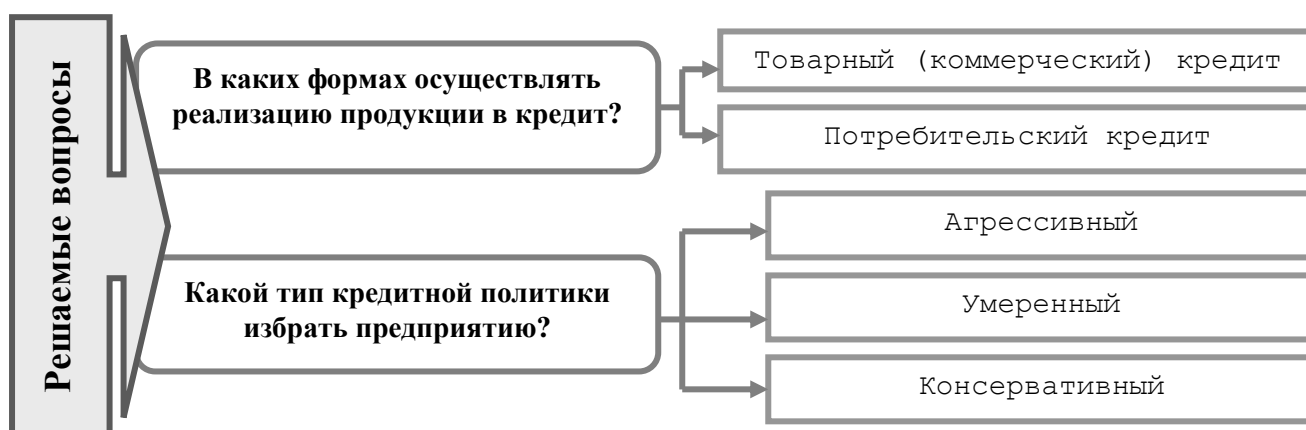 Решаемые вопросы
В каких формах осуществлять
реализацию продукции в кредит?
Товарный (коммерческий) кредит
Потребительский кредит
Какой тип кредитной политики
избрать предприятию?
Агрессивный
Умеренный
Консервативный